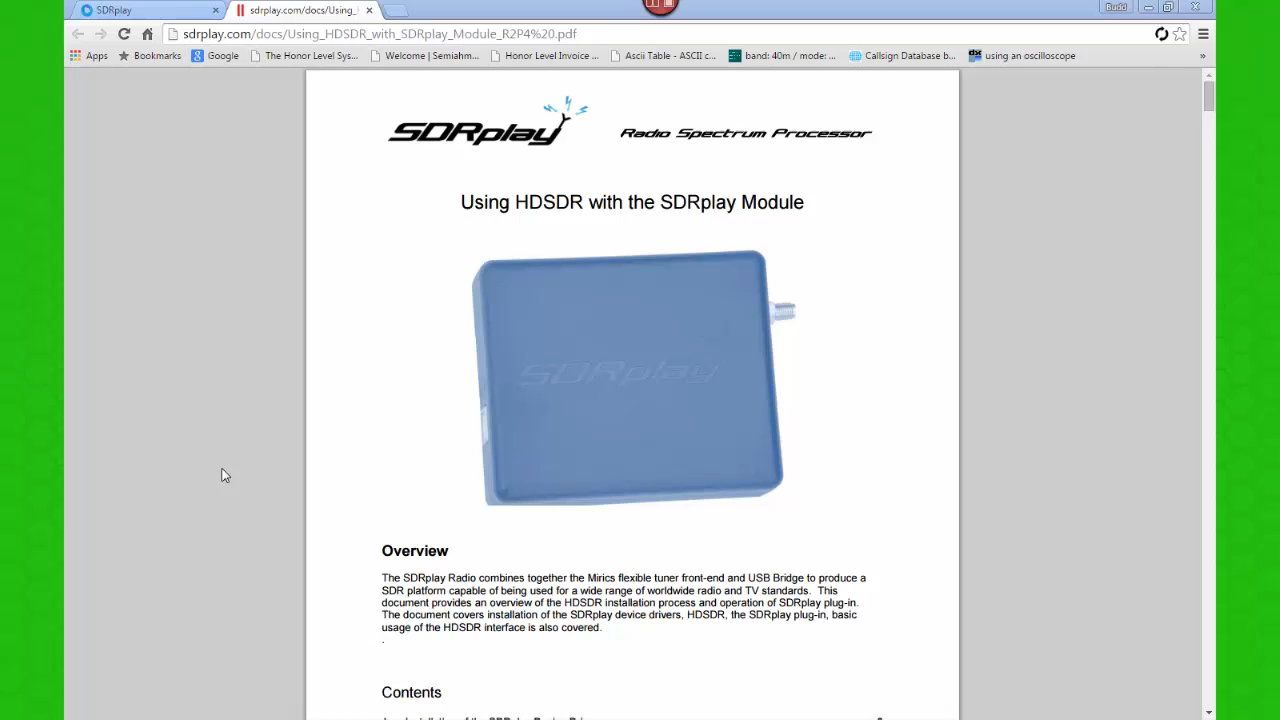 SDRplay
sdrplay.com/docs/Using_
Budd
sdrplay.com/docs/Using_HDSDR_with_SDRplay_Module_R2P4%20.pdf
Apps Bookmarks Google The Honor Level Sys... Welcome | Semiahm... Honor Level Invoice ... Ascii Table - ASCII c... band: 40m / mode: ... Callsign Database b... using an oscilloscope
SDRplay Radio Spectrum Processor
Using HDSDR with the SDRplay Module
SDRplay
Overview
The SDRplay Radio combines together the Mirics flexible tuner front-end and USB Bridge to produce a
SDR platform capable of being used for a wide range of worldwide radio and TV standards. This
document provides an overview of the HDSDR installation process and operation of SDRplay plug-in.
The document covers installation of the SDRplay device drivers, HDSDR, the SDRplay plug-in, basic
usage of the HDSDR interface is also covered.
.
Contents